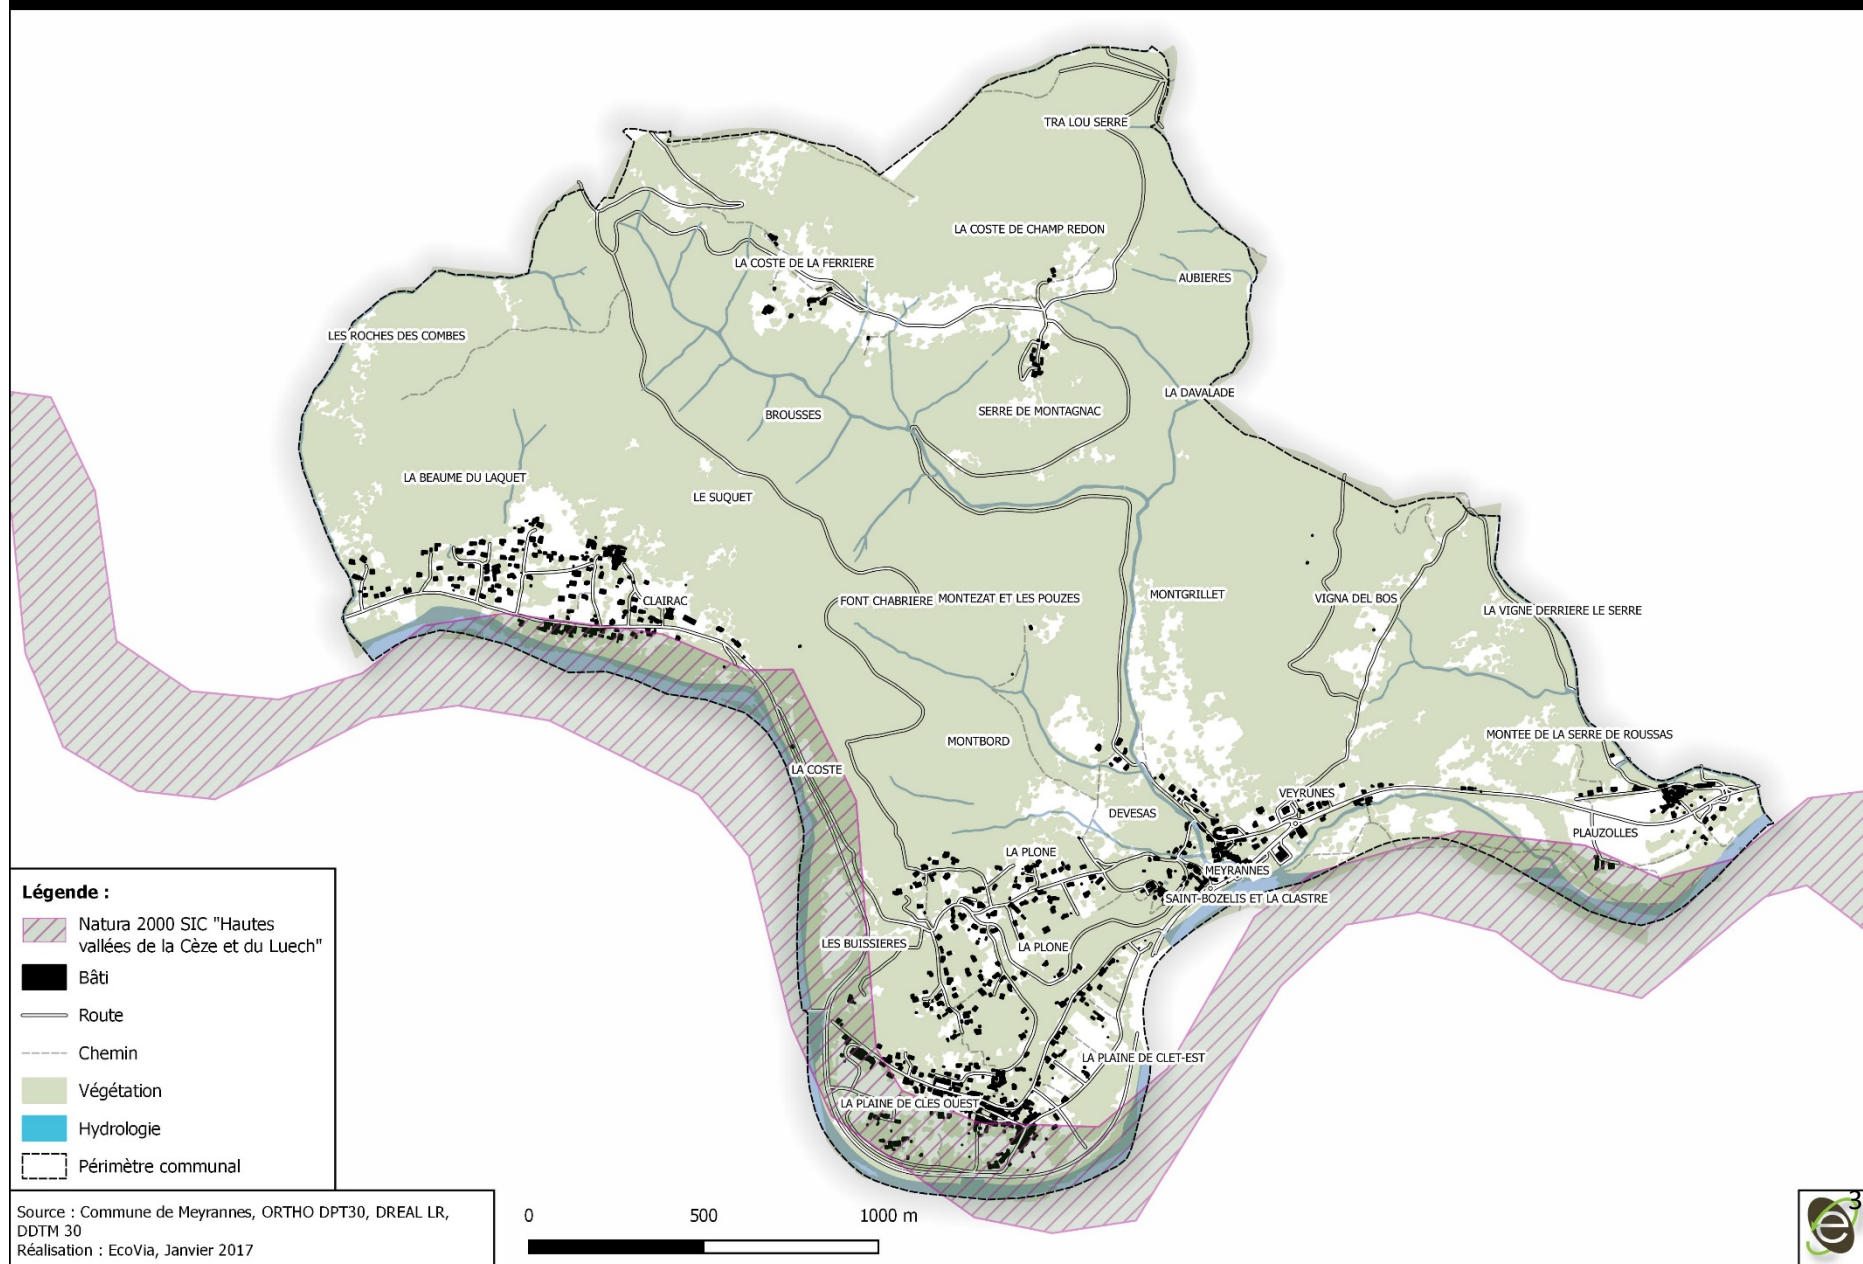 TRA LOU SERRE
LA COSTE DE CHAMP REDON
LA COSTE DE LA FERRIERE
AUBIERES
LES ROCHES DES COMBES
LA DAVALADE
BROUSSES
SERRE DE MONTAGNAC
LA BEAUME DU LAQUET
LE SUQUET
CLAIRAC
FONT CHABRIERE
MONTEZAT ET LES POUZES
MONTGRILLET
VIGNA DEL BOS
LA VIGNE DERRIERE LE SERRE
MONTBORD
MONTEE DE LA SERRE DE ROUSSAS
LA COSTE
VEYRUNES
DEVESAS
PLAUZOLLES
LA PLONE
MEYRANNES
SAINT-BOZELIS ET LA CLASTRE
LES BUISSIERES
LA PLONE
LA PLAINE DE CLET-EST
LA PLAINE DE CLES OUEST
Légende :
Natura 2000 SIC "Hautes
vallées de la Cèze et du Luech"
Bâti
Route
Chemin
Végétation
Hydrologie
Périmètre communal
Source : Commune de Meyrannes, ORTHO DPT30, DREAL LR,
DDTM 30
Réalisation : EcoVia, Janvier 2017
0 500 1000 m
e
3